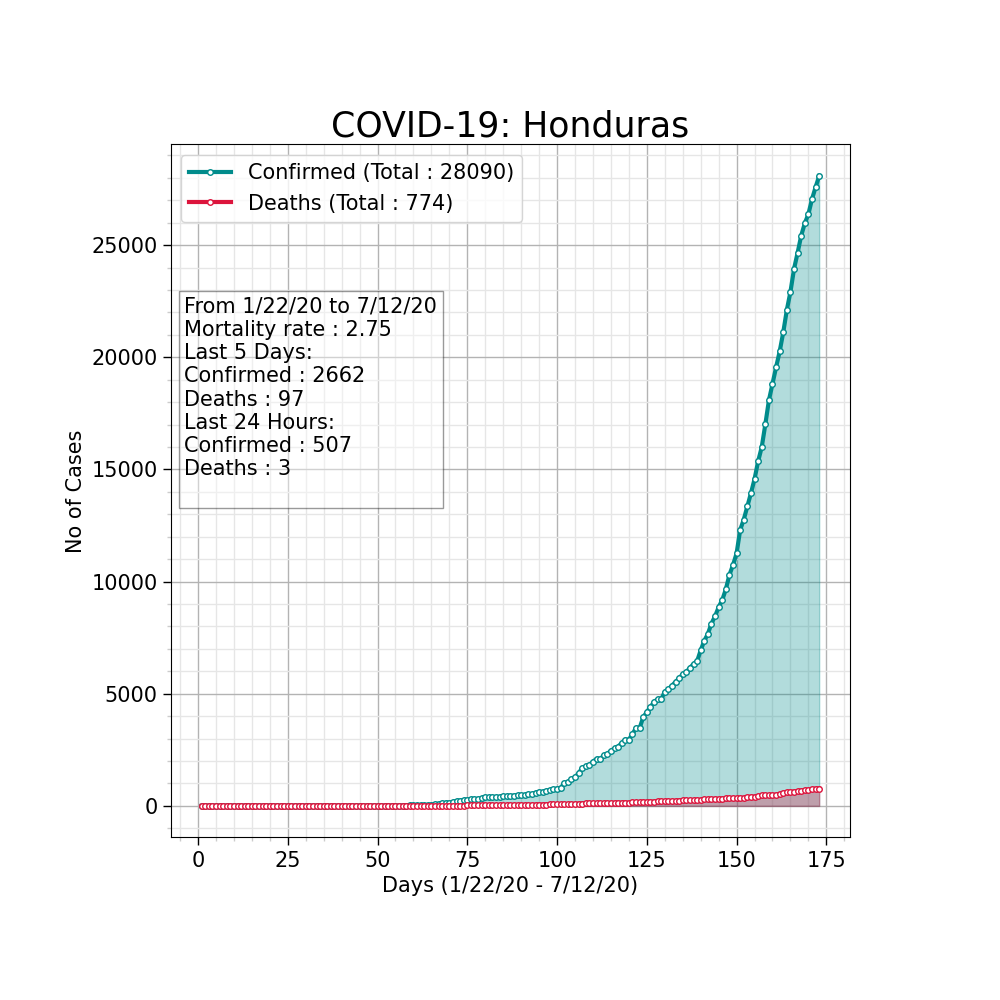 COVID-19: Honduras
Confirmed (Total : 28090)
Deaths (Total : 774)
From 1/22/20 to 7/12/20
Mortality rate : 2.75
Last 5 Days:
Confirmed : 2662
Deaths : 97
Last 24 Hours:
Confirmed : 507
Deaths : 3
No of Cases
25000
20000
15000
10000
5000
0
0 25 50 75 100 125 150 175
Days (1/22/20 - 7/12/20)